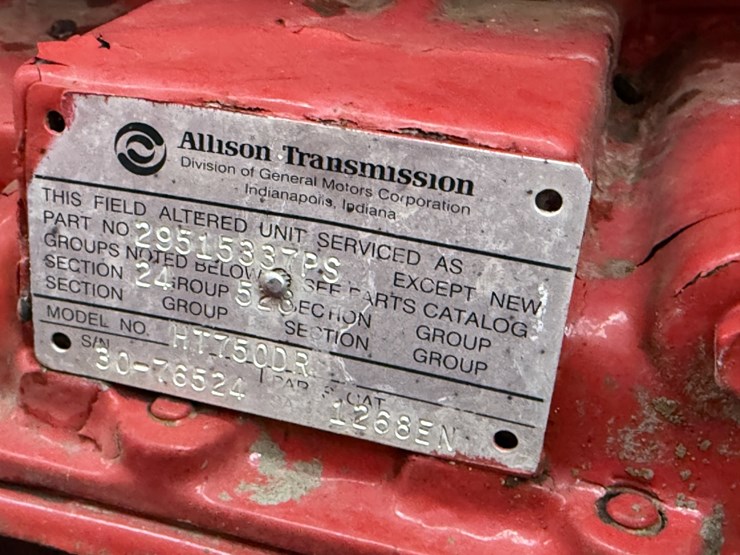 Allison Transmission
Division of General Motors Corporation
Indianapolis, Indiana
THIS FIELD ALTERED UNIT SERVICED AS
PART NO 29515337PS EXCEPT NEW
GROUPS NOTED BELOW SEE PARTS CATALOG
SECTION 24 GROUP 528 SECTION GROUP
SECTION GROUP SECTION GROUP
MODEL NO. HT750DR
S/N 30-76524 CAT 1268EN